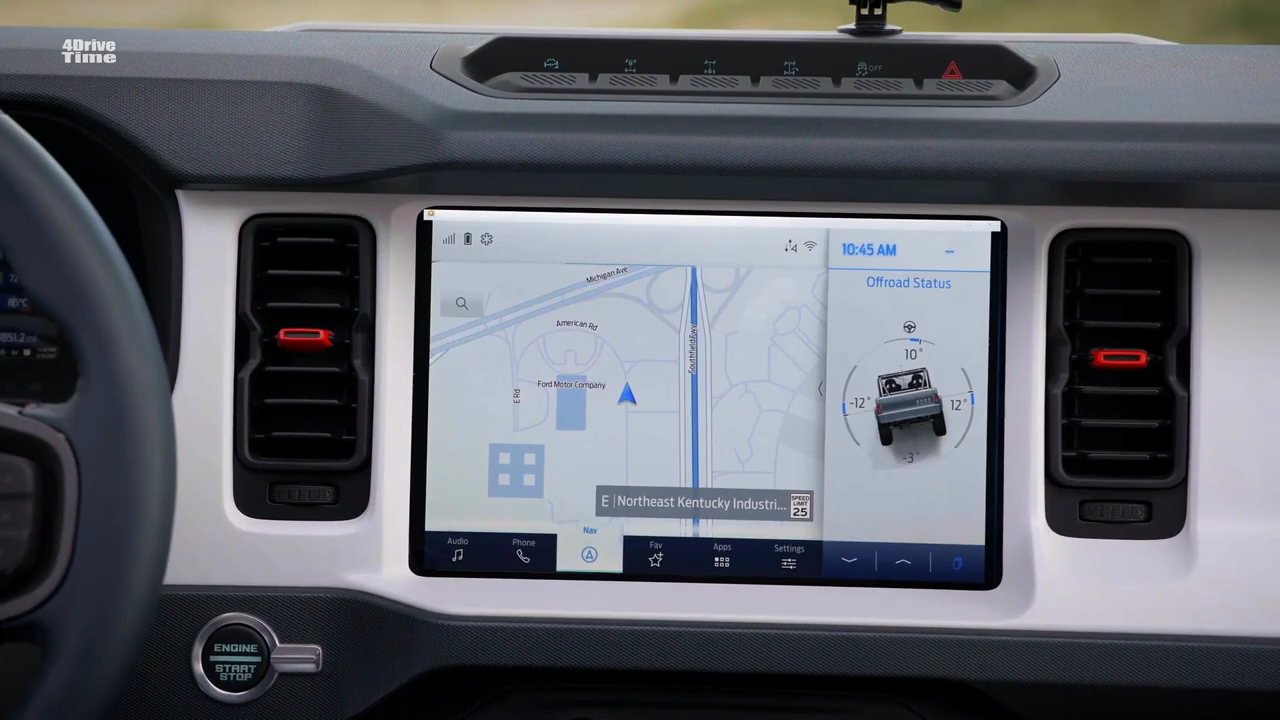 4Drive
Time
OFF
10:45 AM
--
Offroad Status
Michigan Ave
American Rd
Southfield Fwy
Ford Motor Company
E Rd
10°
-12°
12°
-3°
E | Northeast Kentucky Industri...
SPEED
LIMIT
25
Audio
Phone
Nav
Fav
Apps
Settings
ENGINE
START
STOP